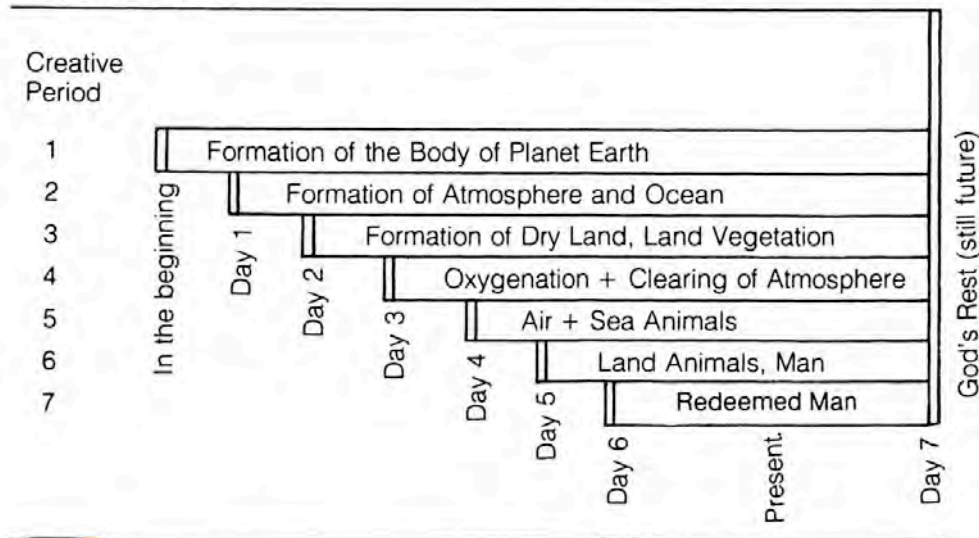 Creative
Period
1
Formation of the Body of Planet Earth
2
Formation of Atmosphere and Ocean
3
Formation of Dry Land, Land Vegetation
4
Oxygenation + Clearing of Atmosphere
5
Air + Sea Animals
6
Land Animals, Man
7
Redeemed Man
In the beginning
Day 1
Day 2
Day 3
Day 4
Day 5
Day 6
Present
Day 7
God's Rest (still future)